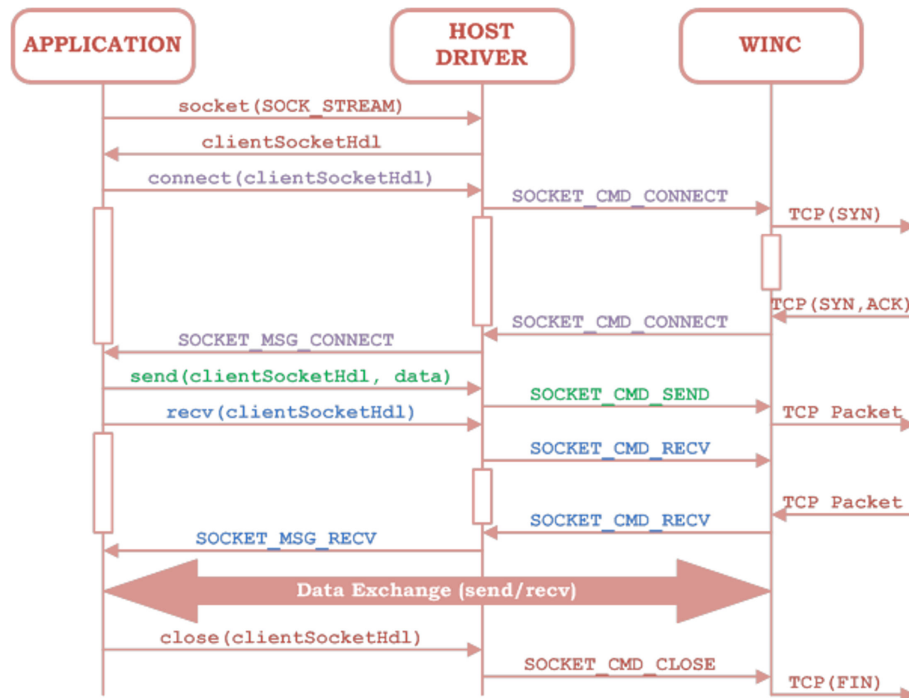 APPLICATION
HOST
DRIVER
WINC
socket(SOCK_STREAM)
clientSocketHdl
connect(clientSocketHdl)
SOCKET_CMD_CONNECT
TCP(SYN)
TCP(SYN,ACK)
SOCKET_CMD_CONNECT
SOCKET_MSG_CONNECT
send(clientSocketHdl, data)
SOCKET_CMD_SEND
recv(clientSocketHdl)
TCP Packet
SOCKET_CMD_RECV
TCP Packet
SOCKET_CMD_RECV
SOCKET_MSG_RECV
Data Exchange (send/recv)
close(clientSocketHdl)
SOCKET_CMD_CLOSE
TCP(FIN)